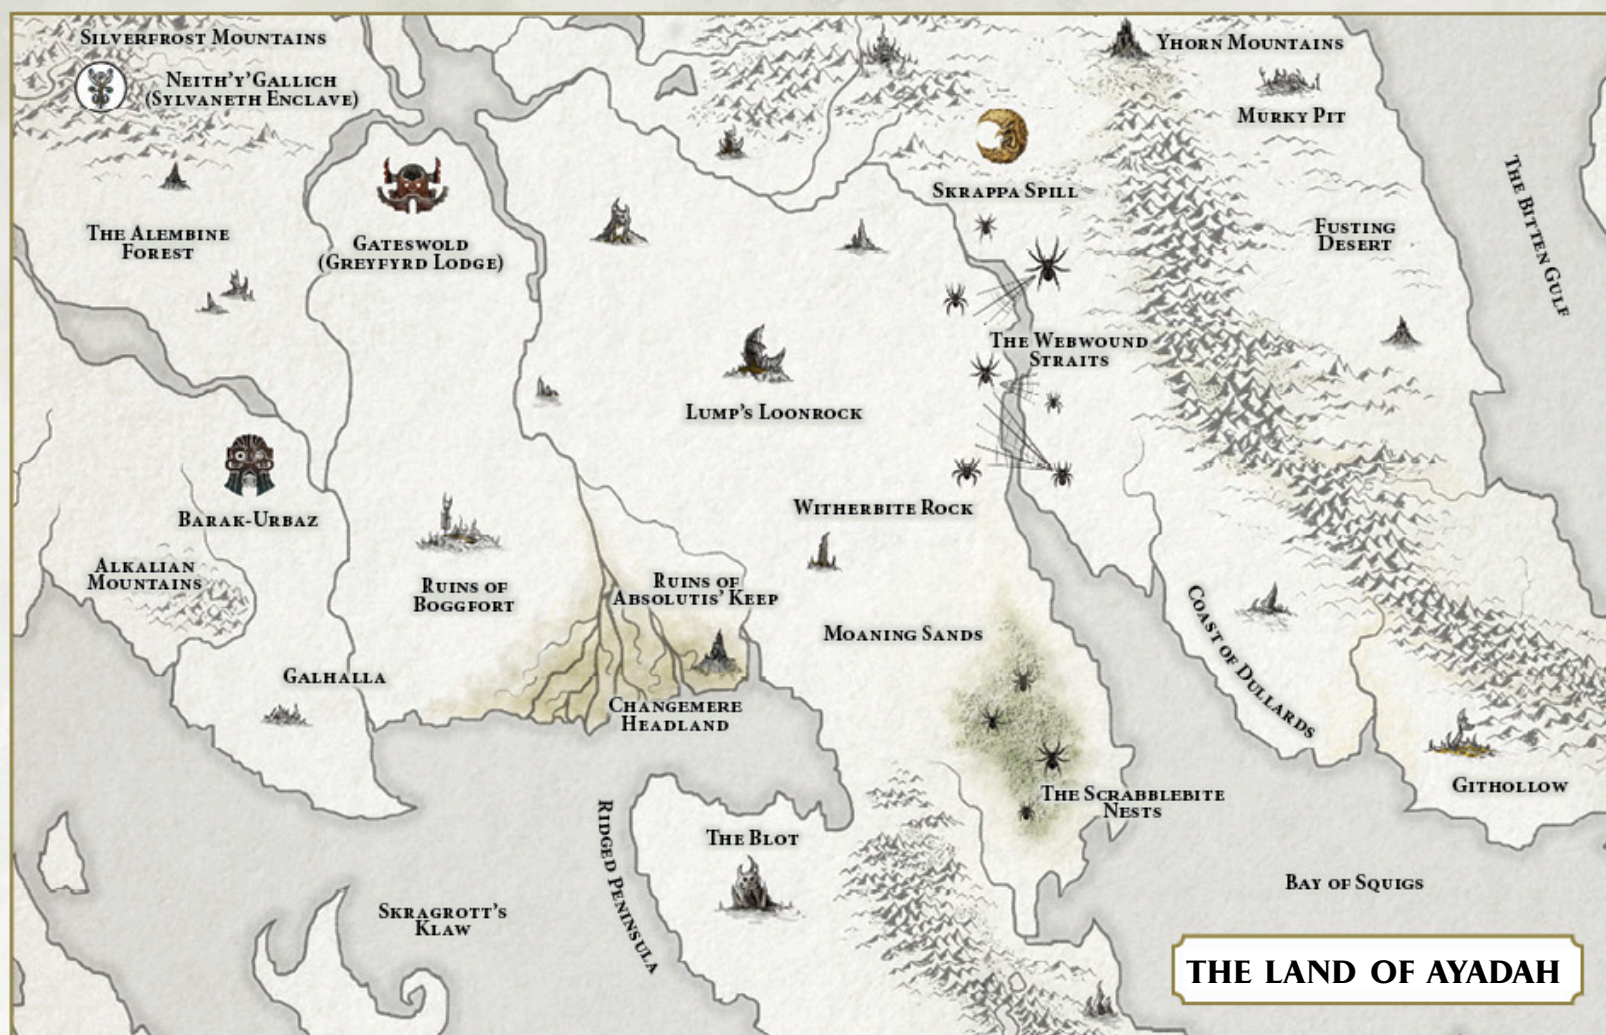 SILVERFROST MOUNTAINS
NEITH'Y'GALLICH
(SYLVANETH ENCLAVE)
YHORN MOUNTAINS
MURKY PIT
THE BITTEN GULF
SKRAPPA SPILL
THE ALEMBINE
FOREST
GATESWOLD
(GREYFYRD LODGE)
FUSTING
DESERT
THE WEBWOUND
STRAITS
LUMP'S LOONROCK
BARAK-URBAZ
WITHERBITE ROCK
ALKALIAN
MOUNTAINS
RUINS OF
BOGGFORT
RUINS OF
ABSOLUTIS' KEEP
MOANING SANDS
COAST OF DULLARDS
GALHALLA
CHANGEMERE
HEADLAND
GITHOLLOW
THE SCRABBLEBITE
NESTS
RIDGED PENINSULA
THE BLOT
BAY OF SQUIGS
SKRAGROTT'S
KLAW
THE LAND OF AYADAH